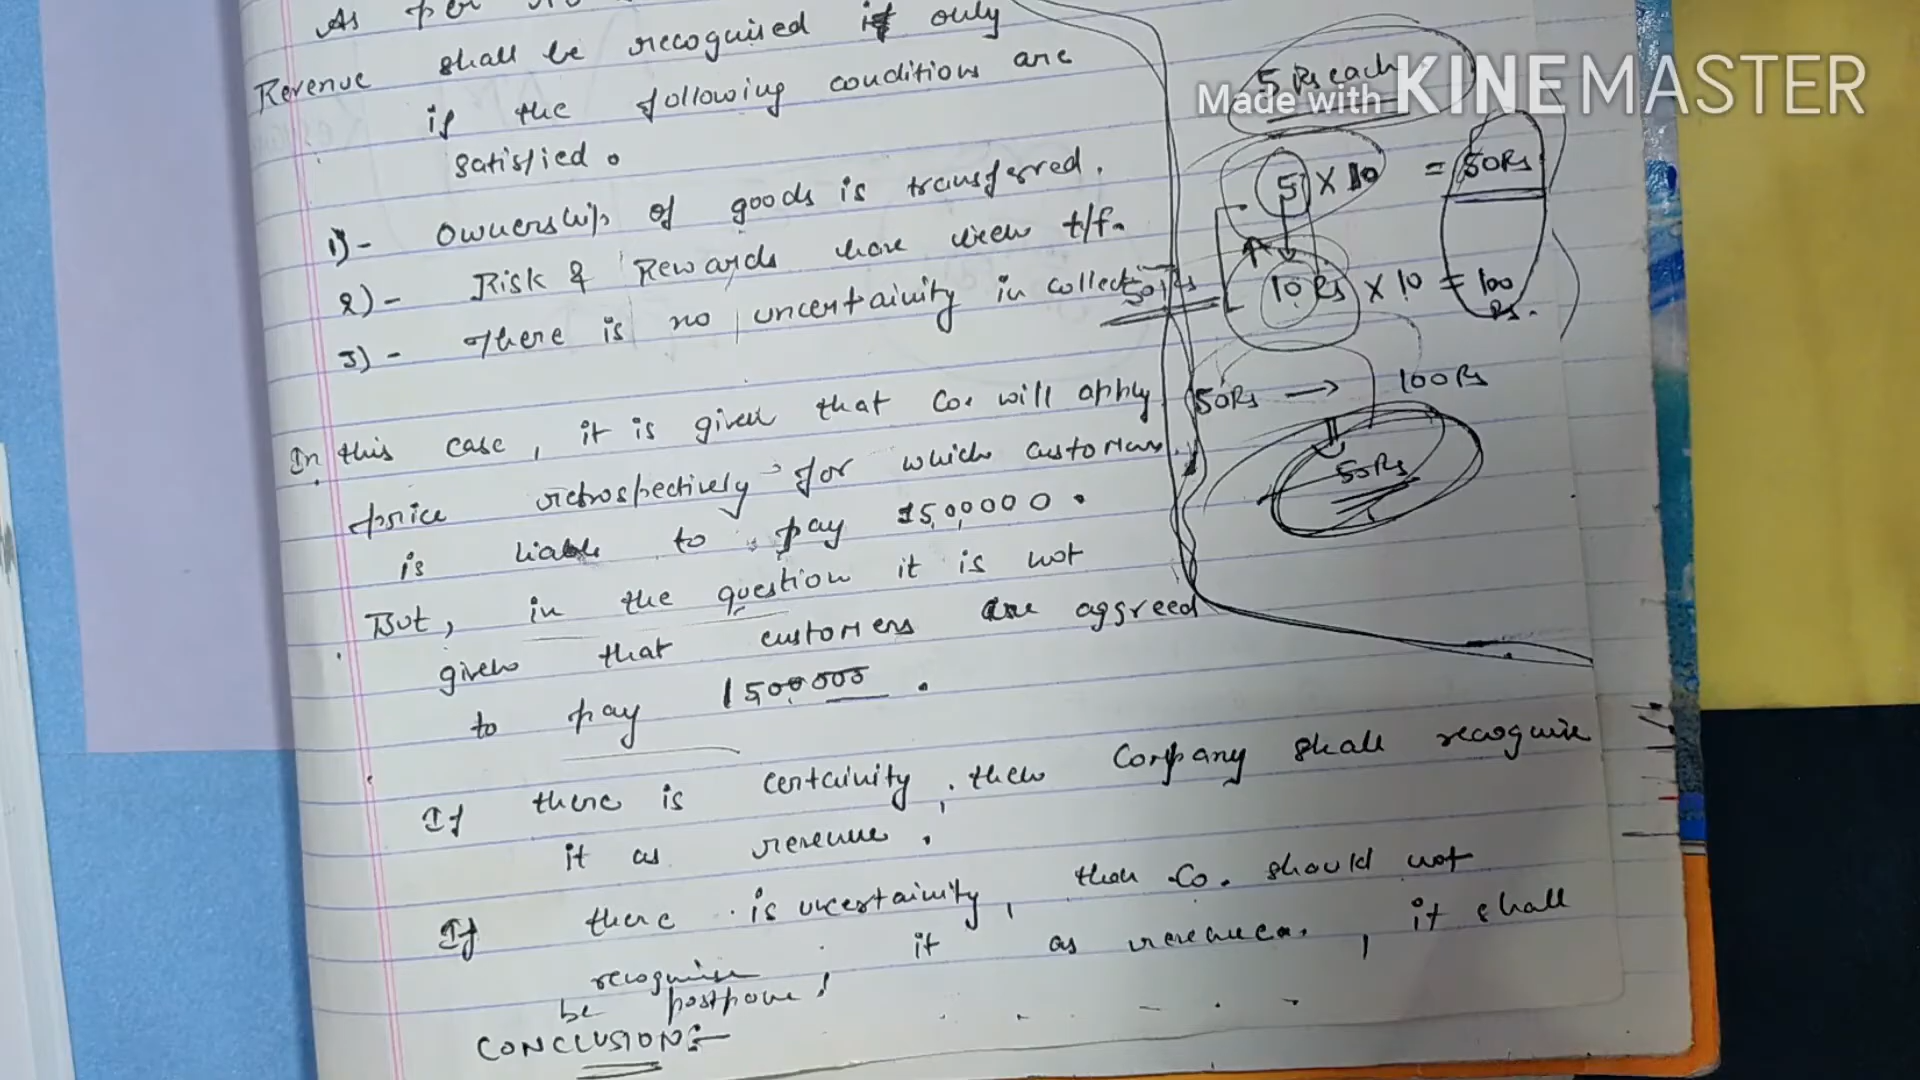 As per
shall be recognised if only
Revenue
if the following conditions are
satisfied.
1)- Ownership of goods is transferred.
2)- Risk & Rewards have been t/f.
3)- There is no uncertainity in collect
In this case, it is given that Co. will apply
price retrospectively for which customers
is liable to pay 15,00000.
But, in the question it is not
given that customers are aggreed
to pay 1500000.
If there is certainity, then Company shall recognise
it as revenue.
If there is uncertainity, then Co. should not
recognise it as revenue, it shall
be postpone!
CONCLUSION:-
5 Rs each
5 X 10 = 50Rs
10 Rs X 10 = 100
Rs.
50Rs → 100Rs
50Rs
Made with KINEMASTER